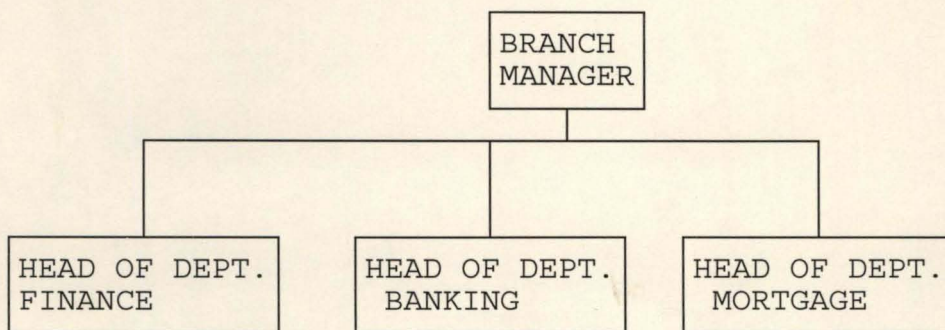 BRANCH
MANAGER
HEAD OF DEPT.
FINANCE
HEAD OF DEPT.
BANKING
HEAD OF DEPT.
MORTGAGE